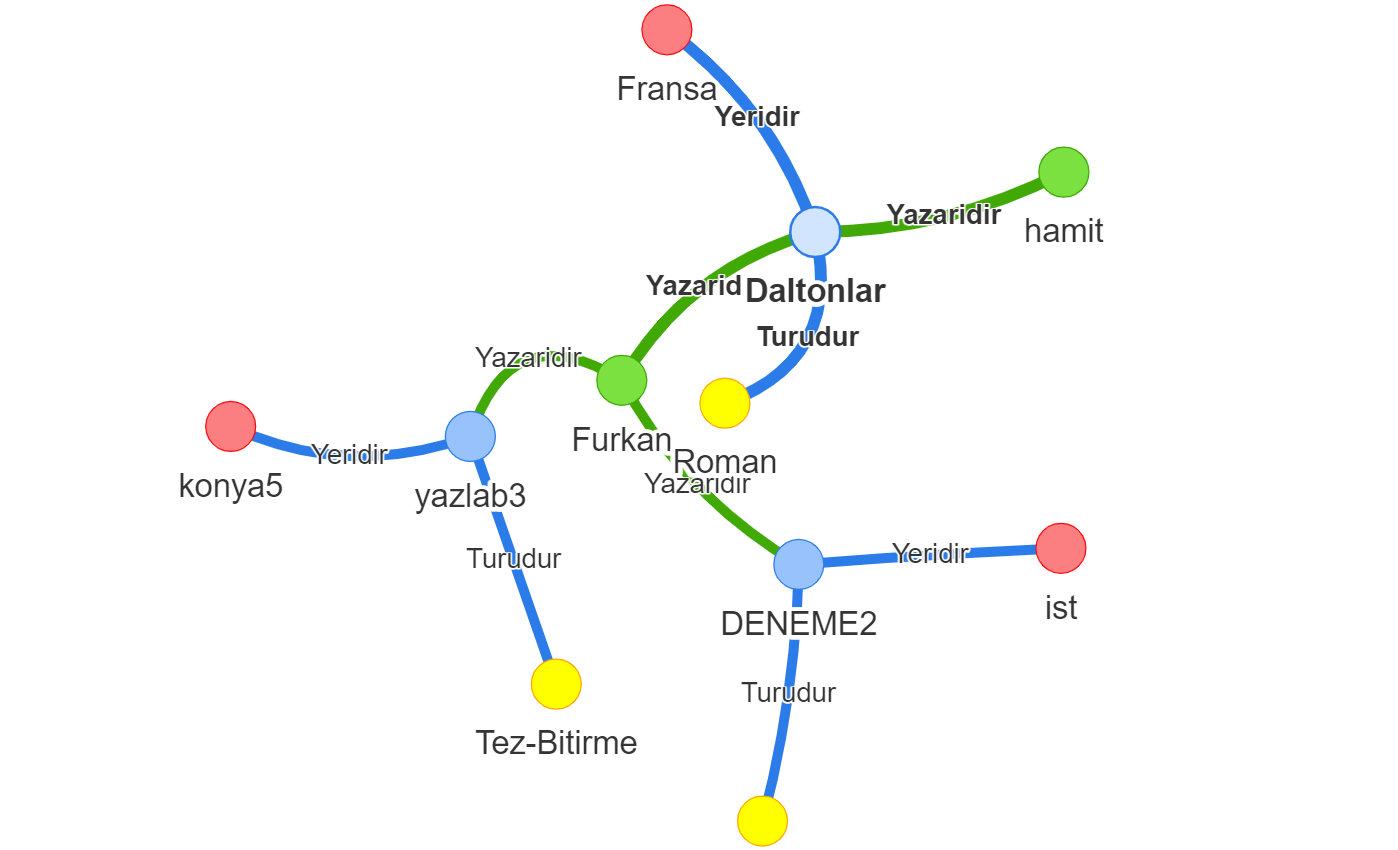 Fransa
Yeridir
Yazaridir
hamit
Yazarid
Daltonlar
Turudur
Yazaridir
Furkan
Roman
Yazaridir
konya5
Yeridir
yazlab3
Turudur
Yeridir
ist
DENEME2
Turudur
Tez-Bitirme